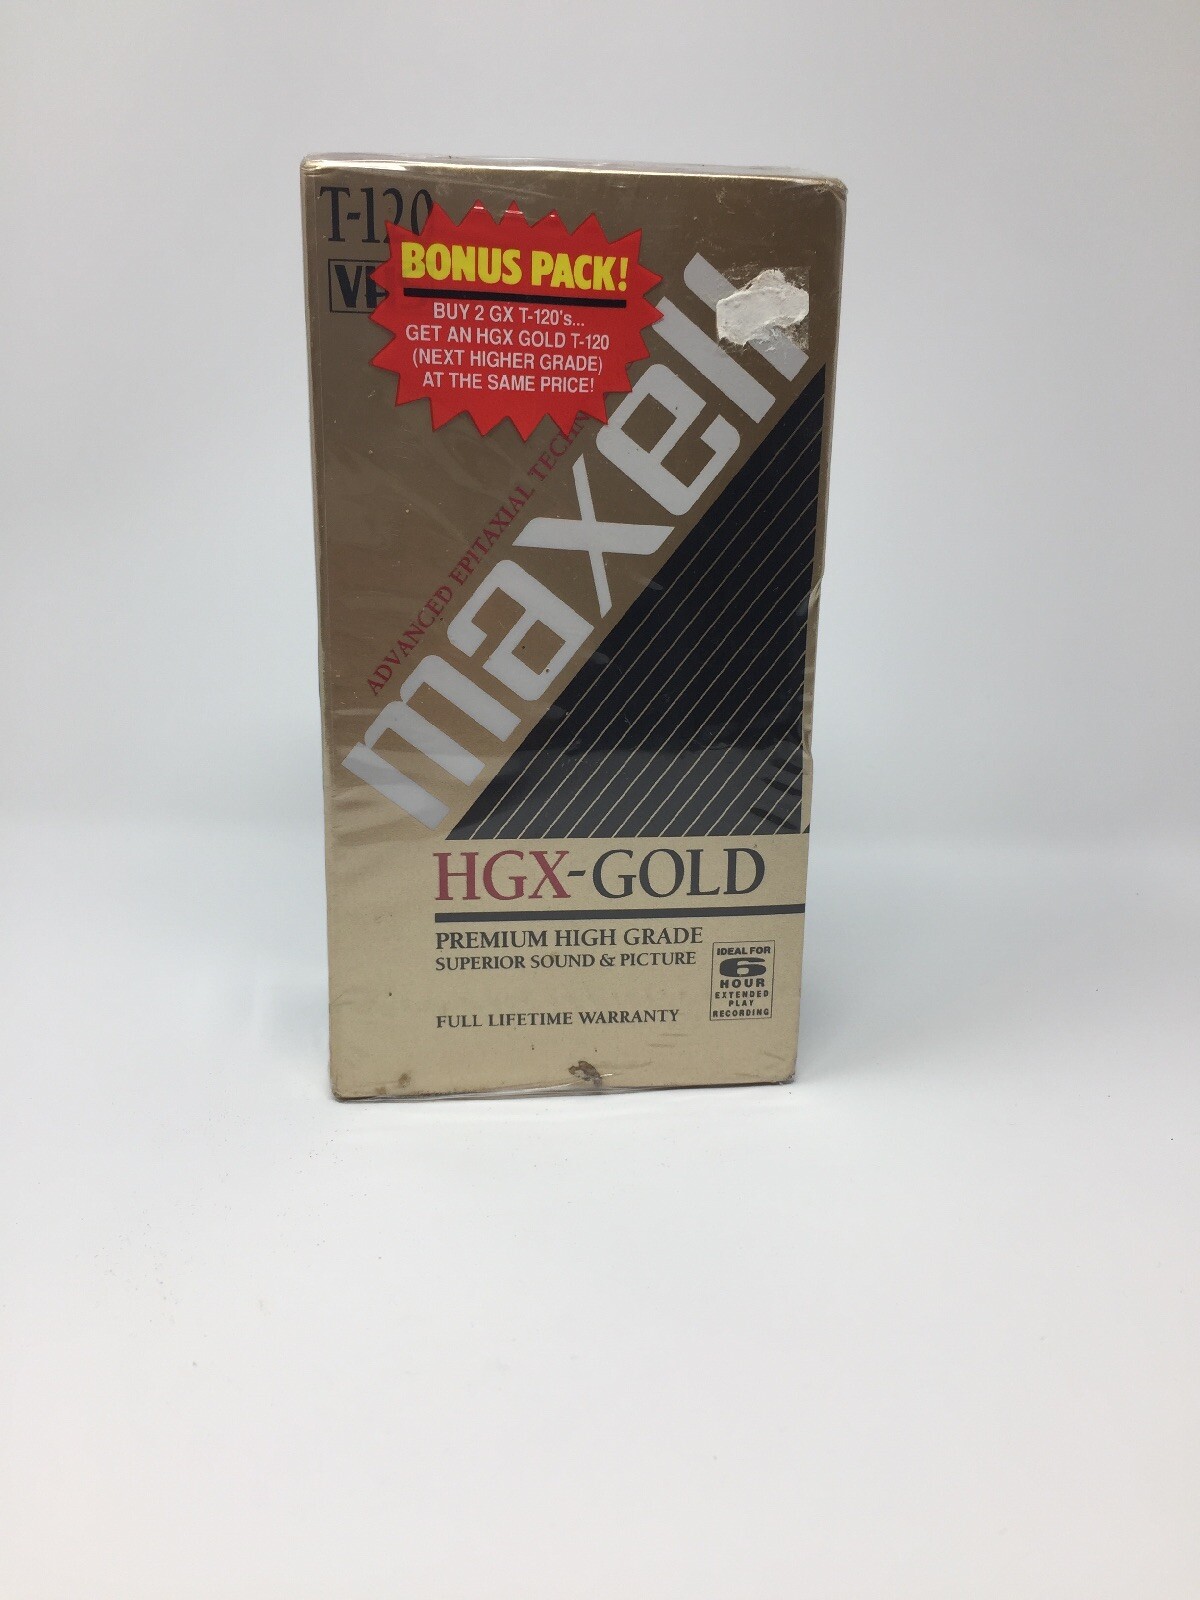 T-120
BONUS PACK!
BUY 2 GX T-120's...
GET AN HGX GOLD T-120
(NEXT HIGHER GRADE)
AT THE SAME PRICE!
ADVANCED EPITAXIAL
maxell
HGX-GOLD
PREMIUM HIGH GRADE
SUPERIOR SOUND & PICTURE
FULL LIFETIME WARRANTY
IDEAL FOR
6
HOUR
EXTENDED
PLAY
RECORDING